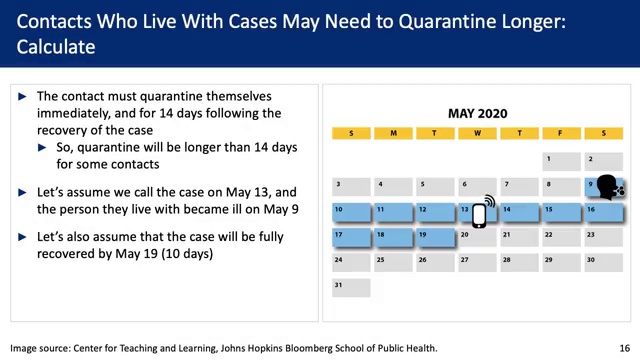 Contacts Who Live With Cases May Need to Quarantine Longer:
Calculate
► The contact must quarantine themselves
immediately, and for 14 days following the
recovery of the case
► So, quarantine will be longer than 14 days
for some contacts
► Let’s assume we call the case on May 13, and
the person they live with became ill on May 9
► Let’s also assume that the case will be fully
recovered by May 19 (10 days)
MAY 2020
S M T W T F S
1 2
3 4 5 6 7 8 9
10 11 12 13 14 15 16
17 18 19 20 21 22 23
24 25 26 27 28 29 30
31
Image source: Center for Teaching and Learning, Johns Hopkins Bloomberg School of Public Health.
16